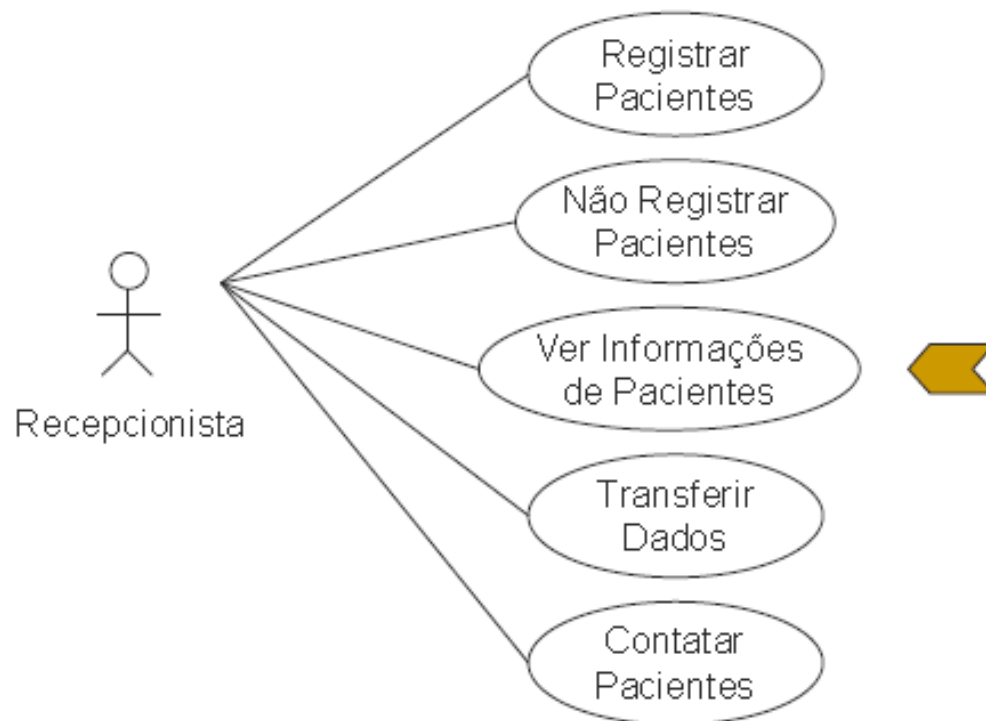 Registrar
Pacientes
Não Registrar
Pacientes
Ver Informações
de Pacientes
Recepcionista
Transferir
Dados
Contatar
Pacientes